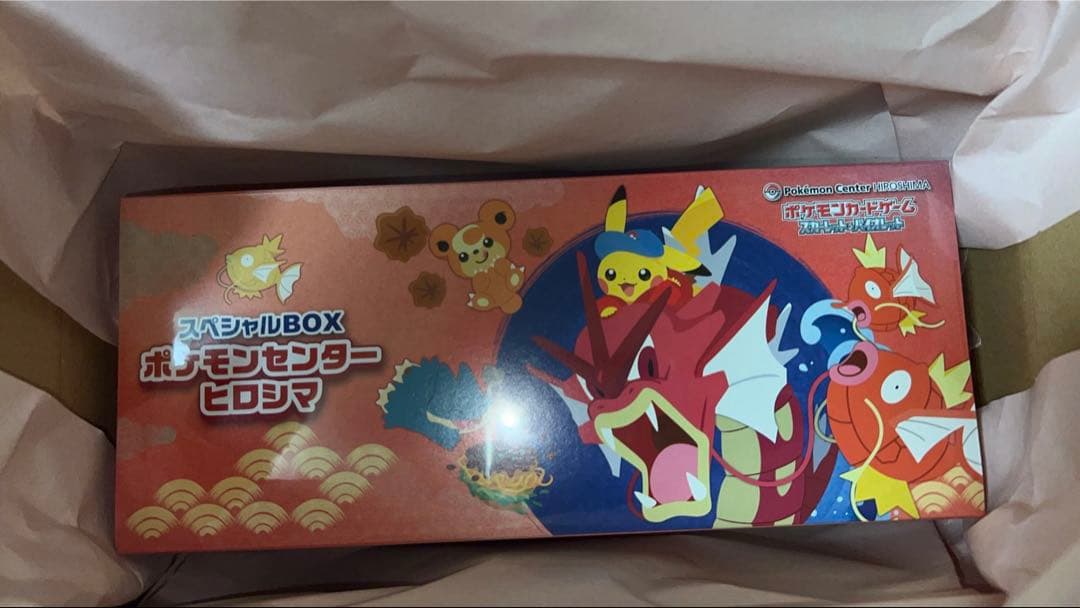 Pokémon Center HIROSHIMA
ポケモンカードゲーム
スカーレット&バイオレット
スペシャルBOX
ポケモンセンター
ヒロシマ